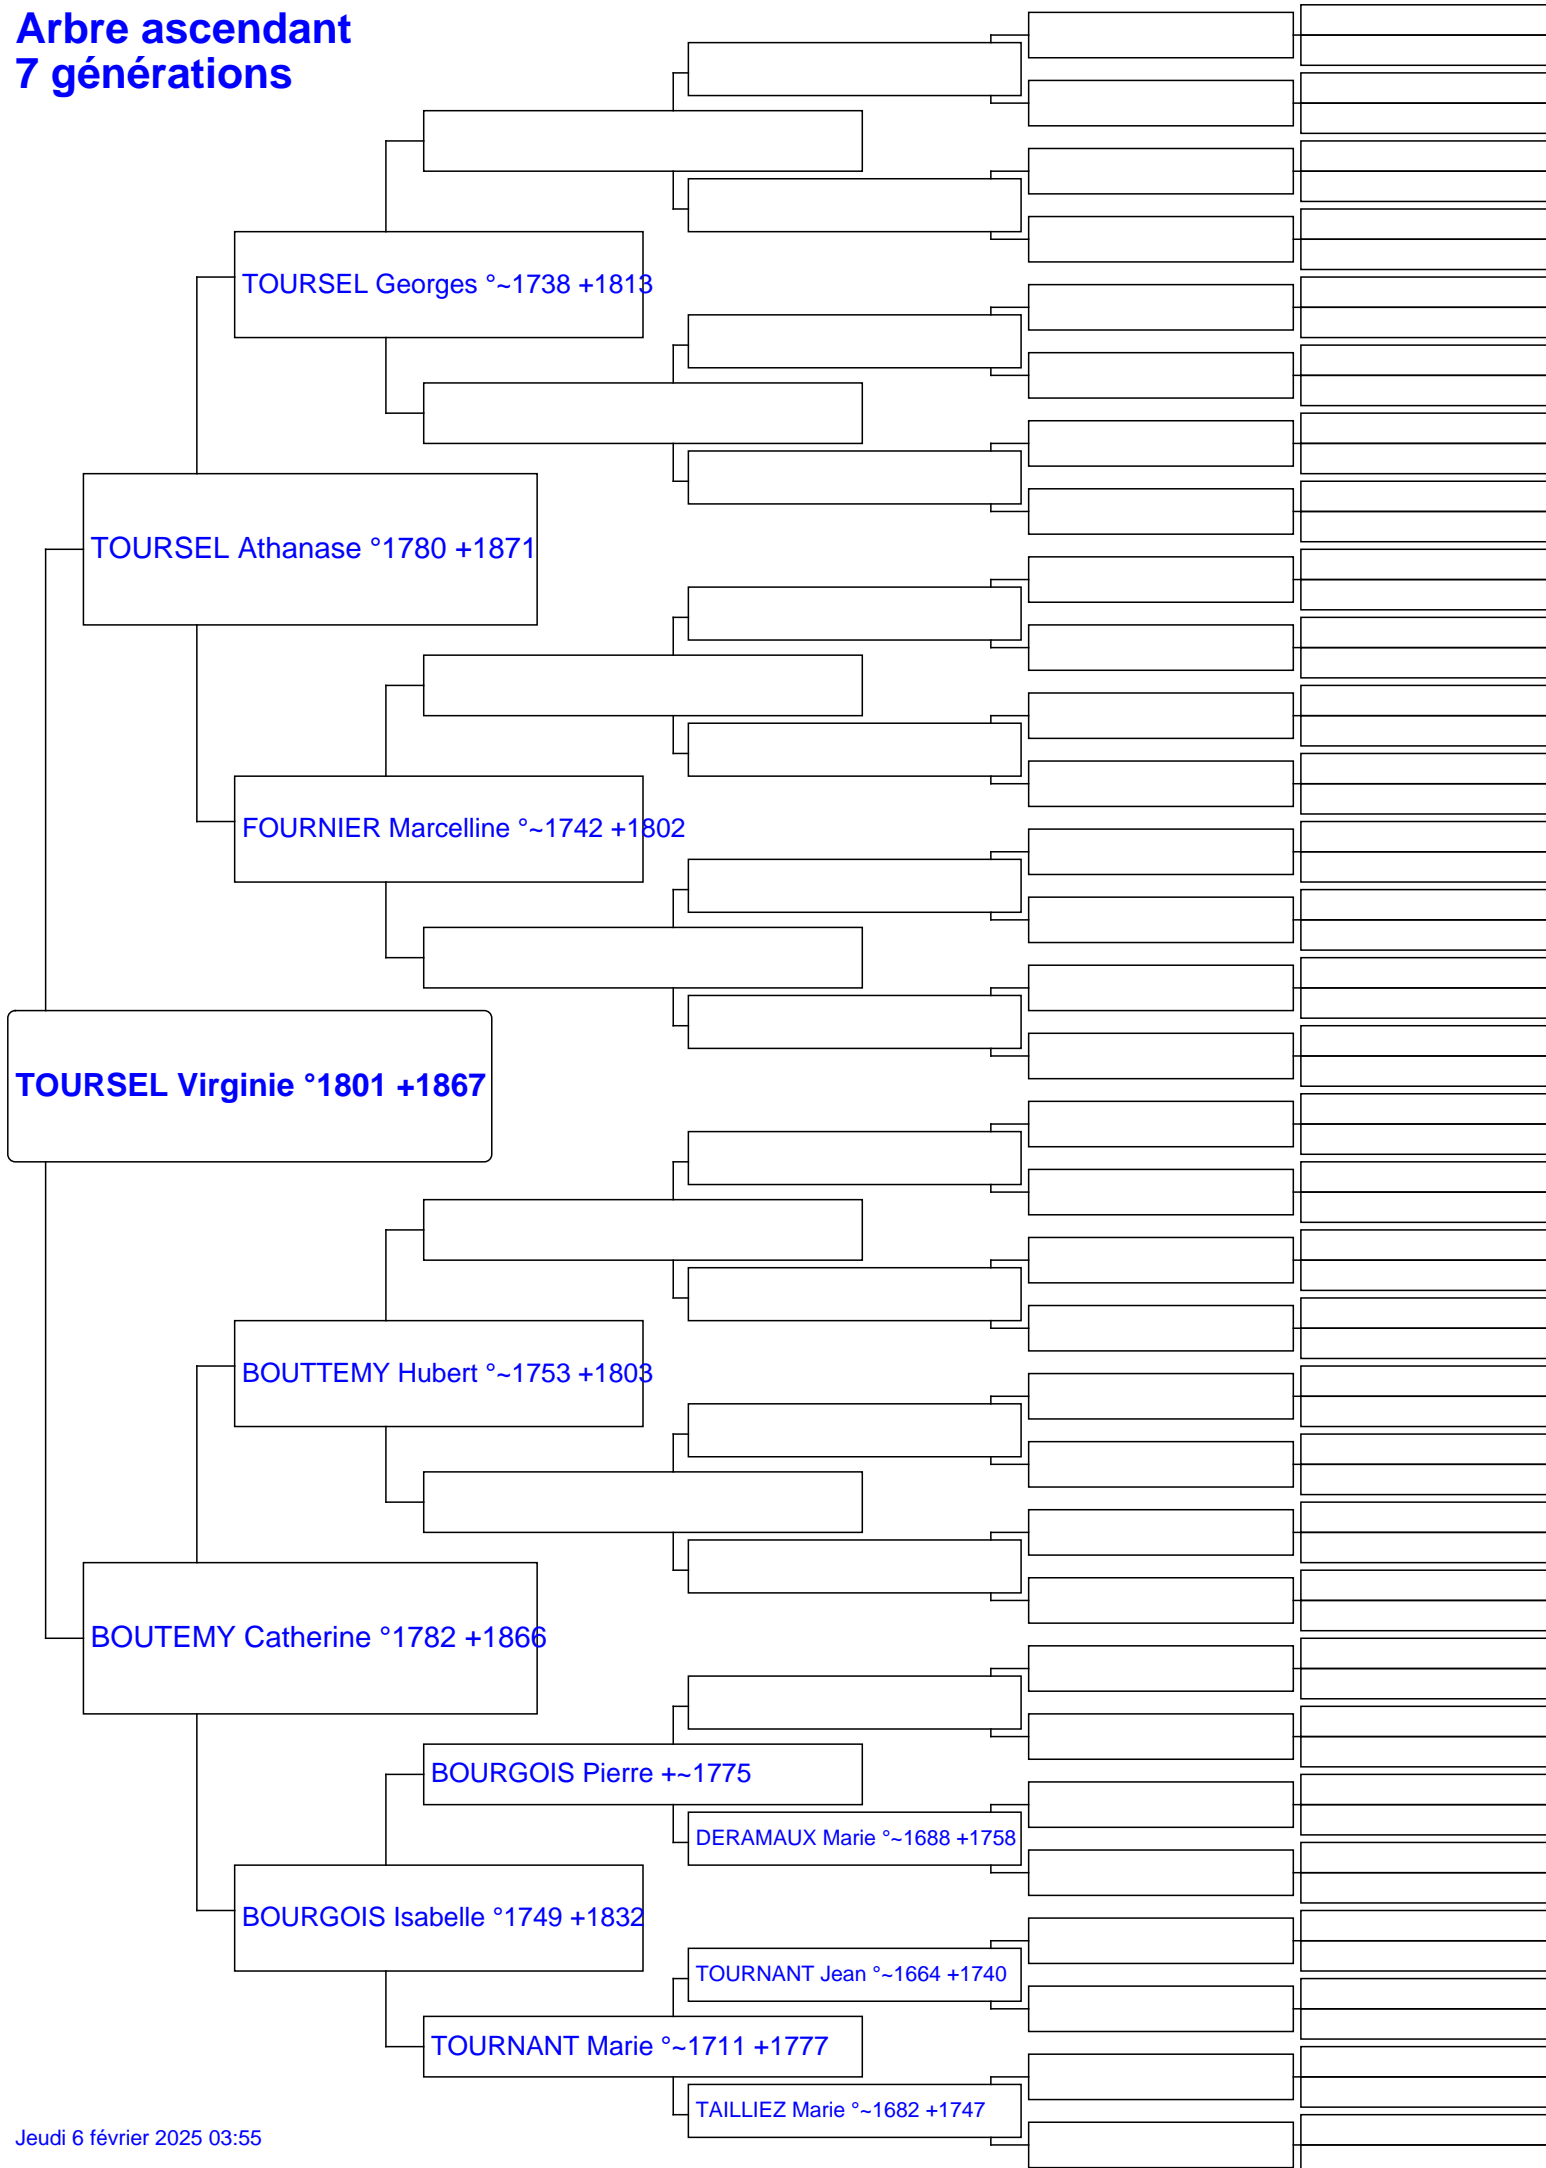 Arbre ascendant
7 générations
TOURSEL Georges °~1738 +1813
TOURSEL Athanase °1780 +1871
FOURNIER Marcelline °~1742 +1802
TOURSEL Virginie °1801 +1867
BOUTTEMY Hubert °~1753 +1803
BOUTEMY Catherine °1782 +1866
BOURGOIS Pierre +~1775
DERAMAUX Marie °~1688 +1758
BOURGOIS Isabelle °1749 +1832
TOURNANT Jean °~1664 +1740
TOURNANT Marie °~1711 +1777
TAILLIEZ Marie °~1682 +1747
Jeudi 6 février 2025 03:55